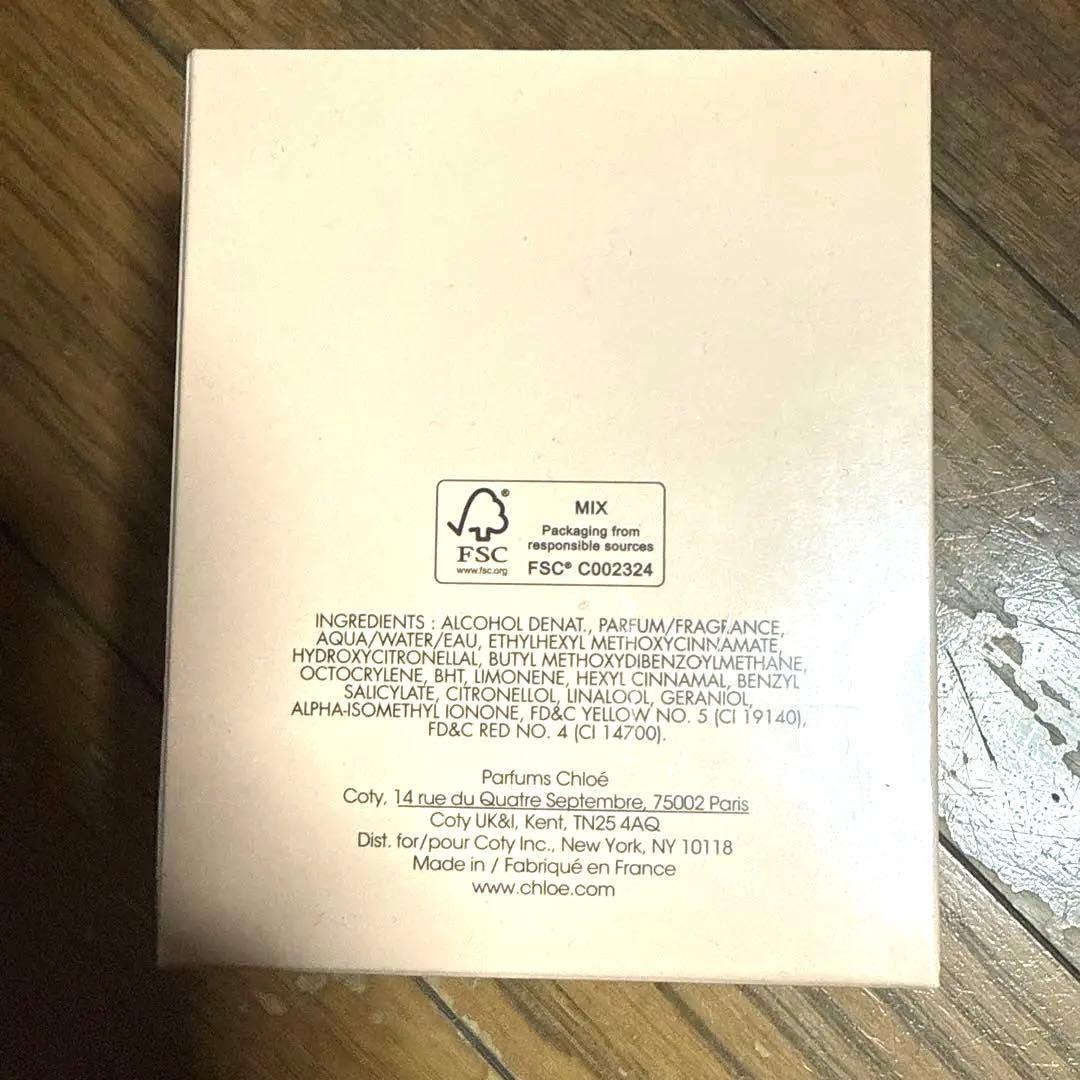 ®
MIX
Packaging from
responsible sources
FSC
www.fsc.org
FSC® C002324
INGREDIENTS : ALCOHOL DENAT., PARFUM/FRAGRANCE,
AQUA/WATER/EAU, ETHYLHEXYL METHOXYCINNAMATE,
HYDROXYCITRONELLAL, BUTYL METHOXYDIBENZOYLMETHANE,
OCTOCRYLENE, BHT, LIMONENE, HEXYL CINNAMAL, BENZYL
SALICYLATE, CITRONELLOL, LINALOOL, GERANIOL,
ALPHA-ISOMETHYL IONONE, FD&C YELLOW NO. 5 (CI 19140),
FD&C RED NO. 4 (CI 14700).
Parfums Chloé
Coty, 14 rue du Quatre Septembre, 75002 Paris
Coty UK&I, Kent, TN25 4AQ
Dist. for/pour Coty Inc., New York, NY 10118
Made in / Fabriqué en France
www.chloe.com